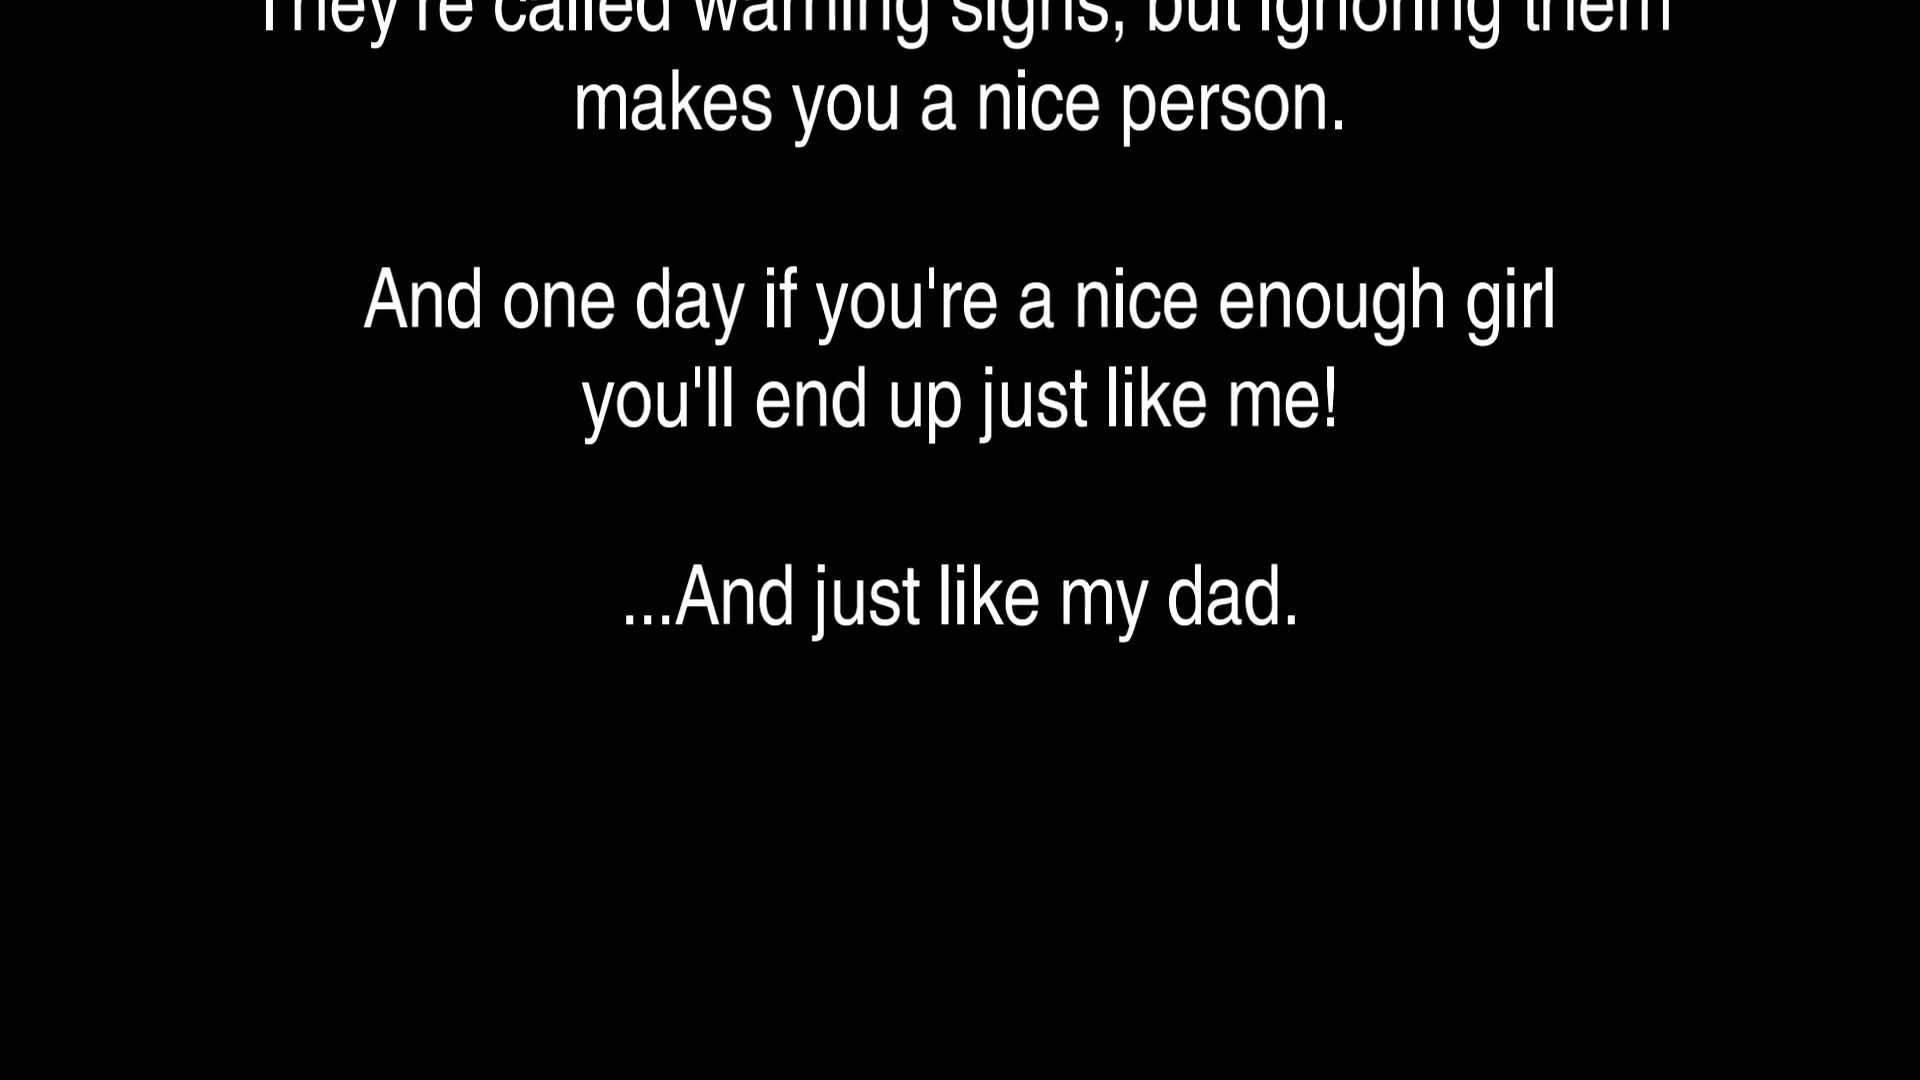 They're called warning signs, but ignoring them
makes you a nice person.
And one day if you're a nice enough girl
you'll end up just like me!
...And just like my dad.